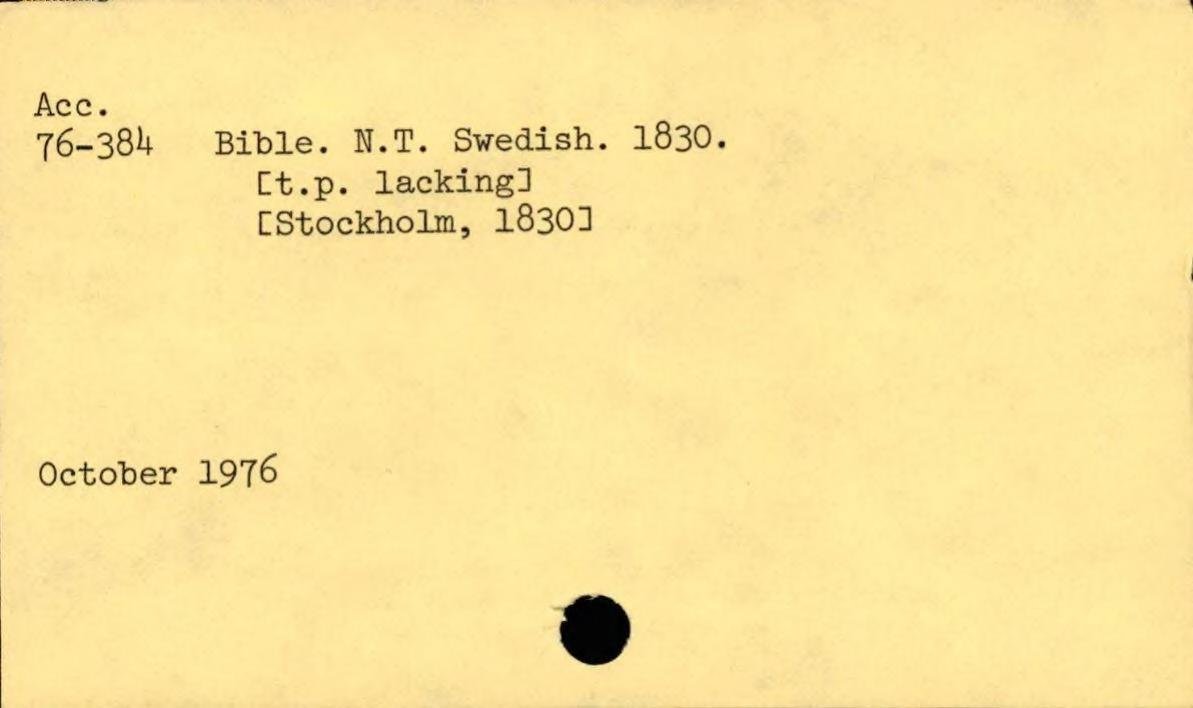 Acc.
76-384 Bible. N.T. Swedish. 1830.
[t.p. lacking]
[Stockholm, 1830]
October 1976